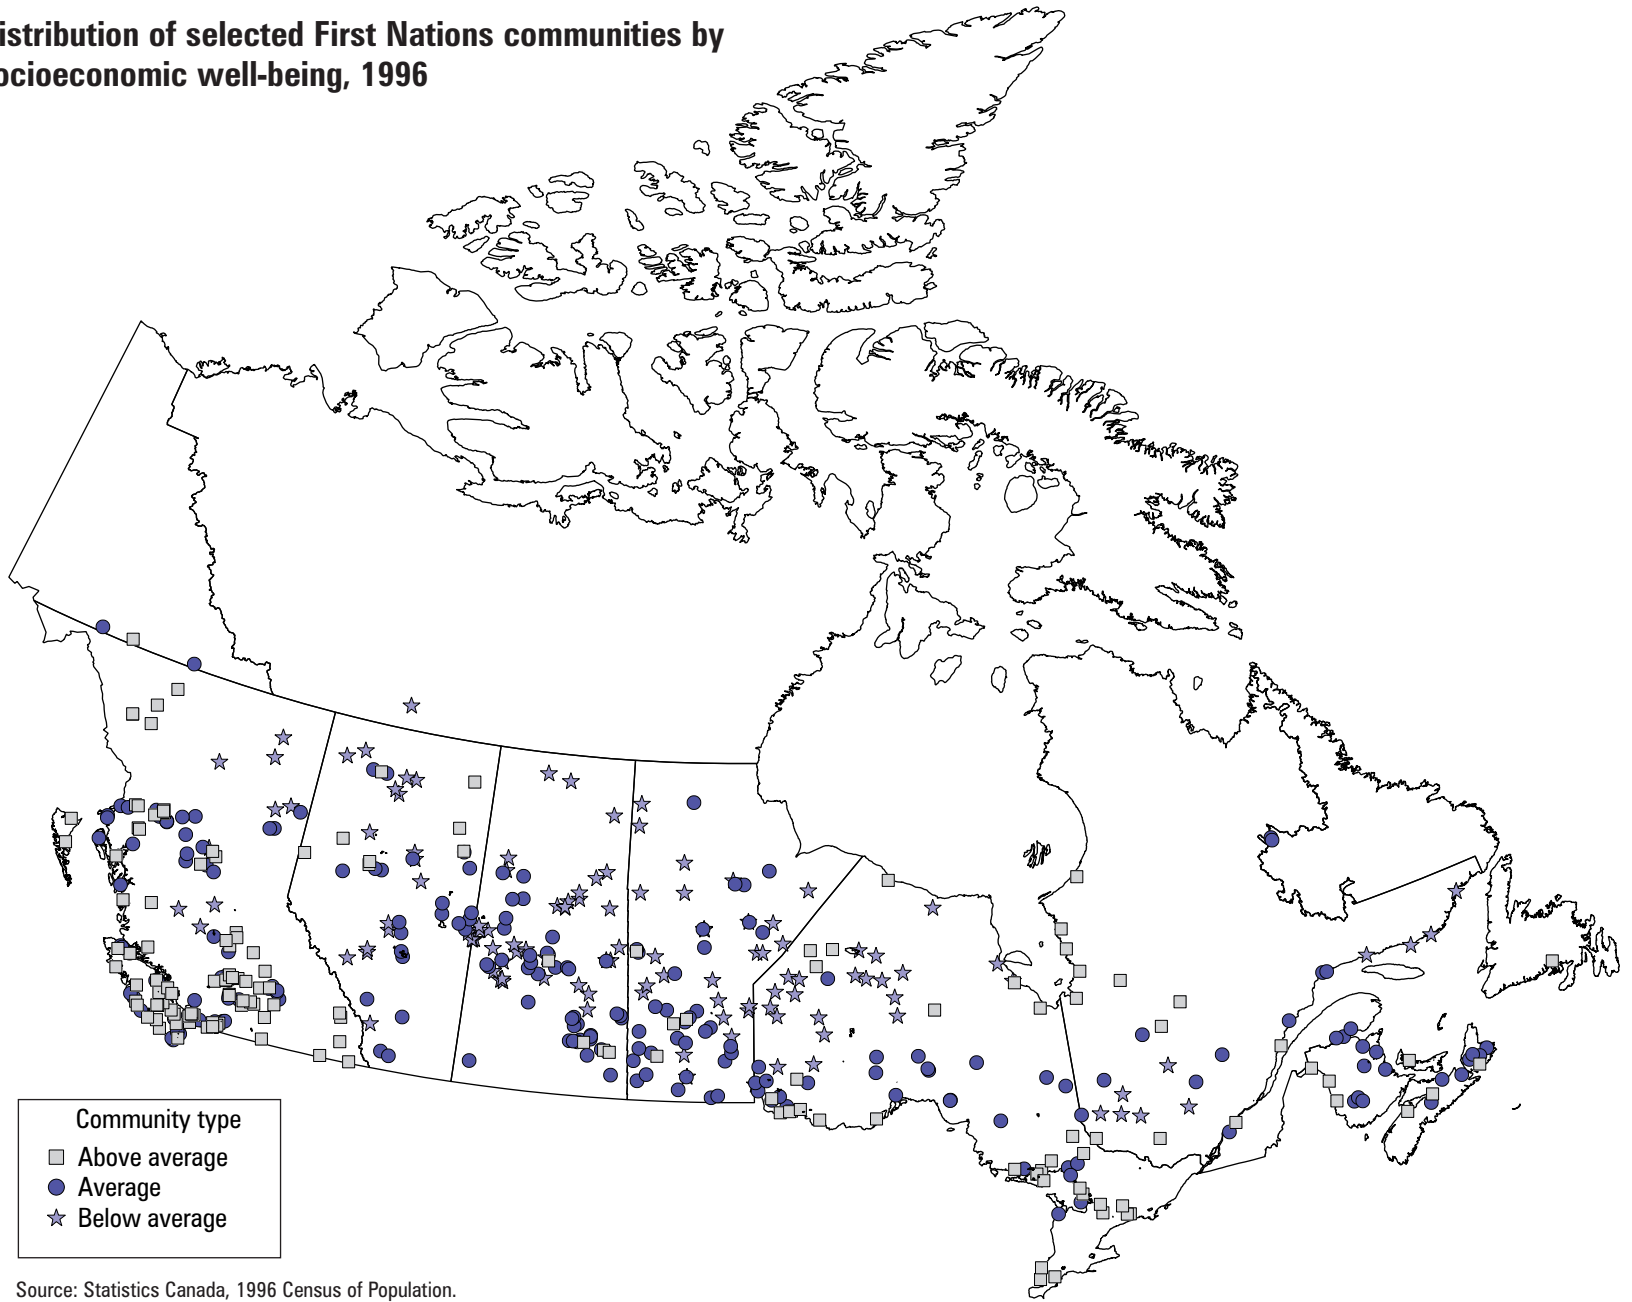 istribution of selected First Nations communities by
ocioeconomic well-being, 1996
Community type
Above average
Average
Below average
Source: Statistics Canada, 1996 Census of Population.